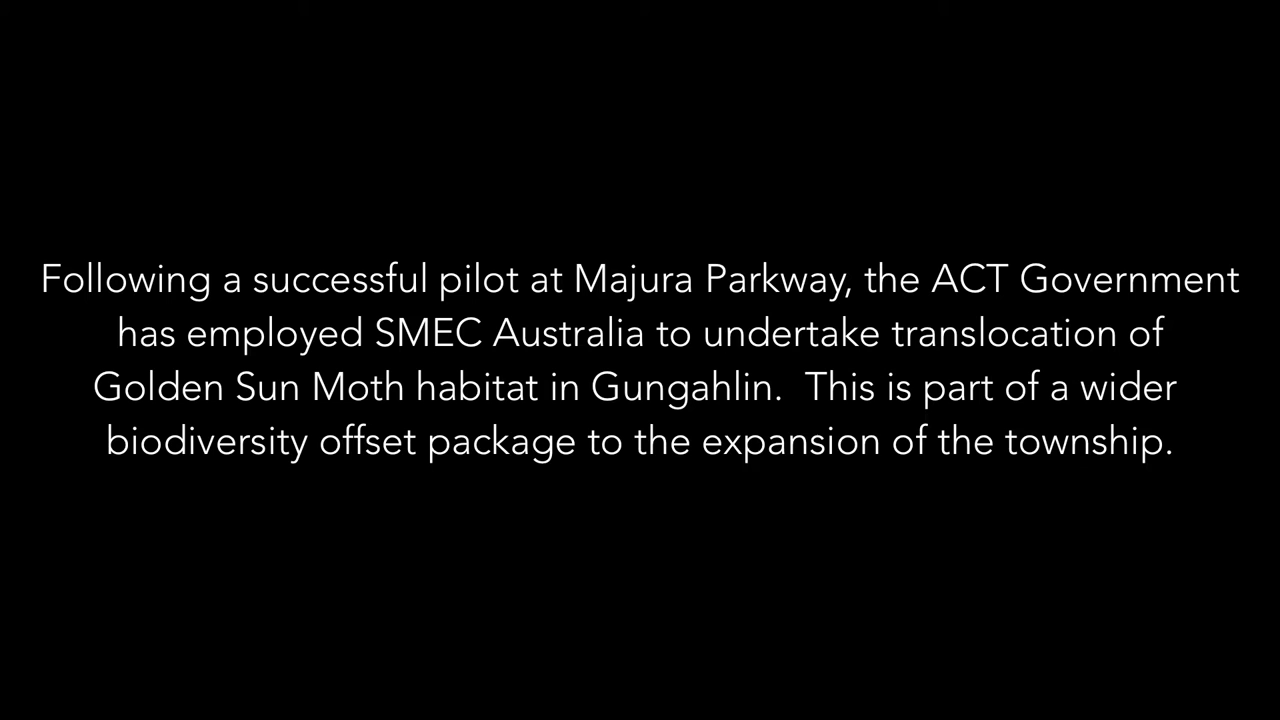 Following a successful pilot at Majura Parkway, the ACT Government
has employed SMEC Australia to undertake translocation of
Golden Sun Moth habitat in Gungahlin.  This is part of a wider
biodiversity offset package to the expansion of the township.